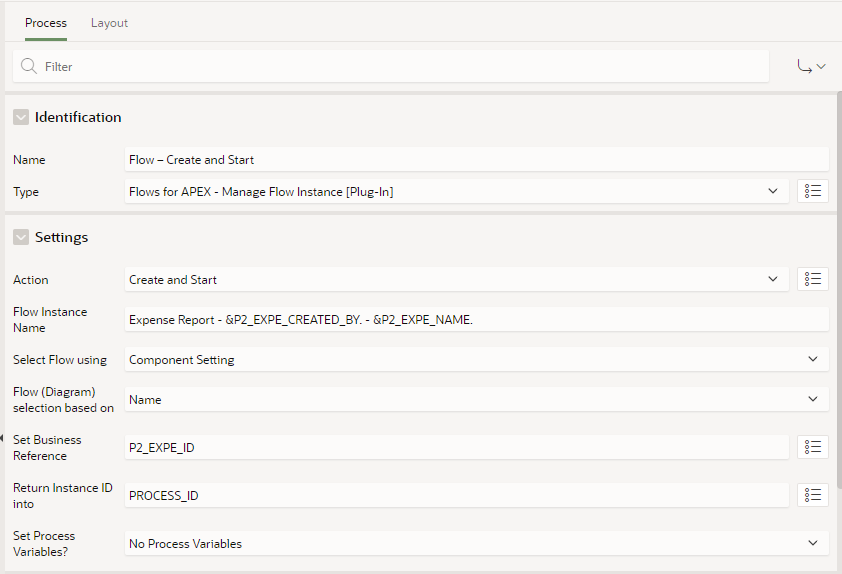 Process Layout
Filter
Identification
Name Flow – Create and Start
Type Flows for APEX - Manage Flow Instance [Plug-In]
Settings
Action Create and Start
Flow Instance
Name
Expense Report - &P2_EXPE_CREATED_BY. - &P2_EXPE_NAME.
Select Flow using Component Setting
Flow (Diagram)
selection based on
Name
Set Business
Reference
P2_EXPE_ID
Return Instance ID
into
PROCESS_ID
Set Process
Variables?
No Process Variables